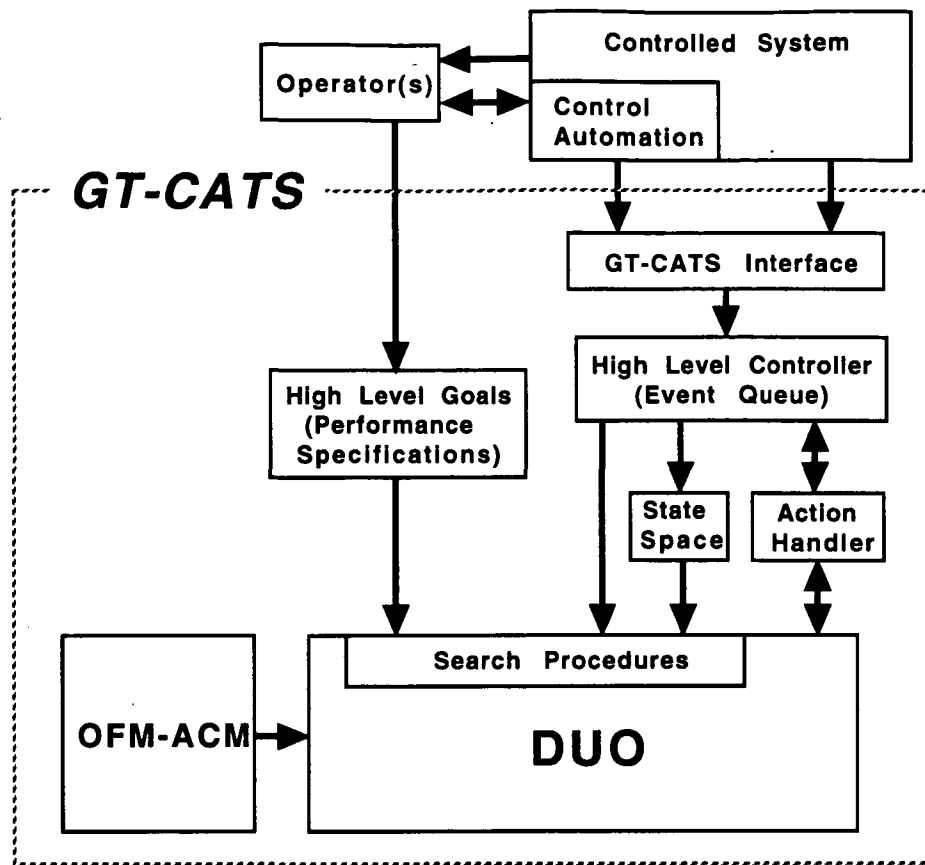 Controlled System
Operator(s)
Control
Automation
GT-CATS
GT-CATS Interface
High Level Controller
(Event Queue)
High Level Goals
(Performance
Specifications)
State
Space
Action
Handler
Search Procedures
OFM-ACM
DUO